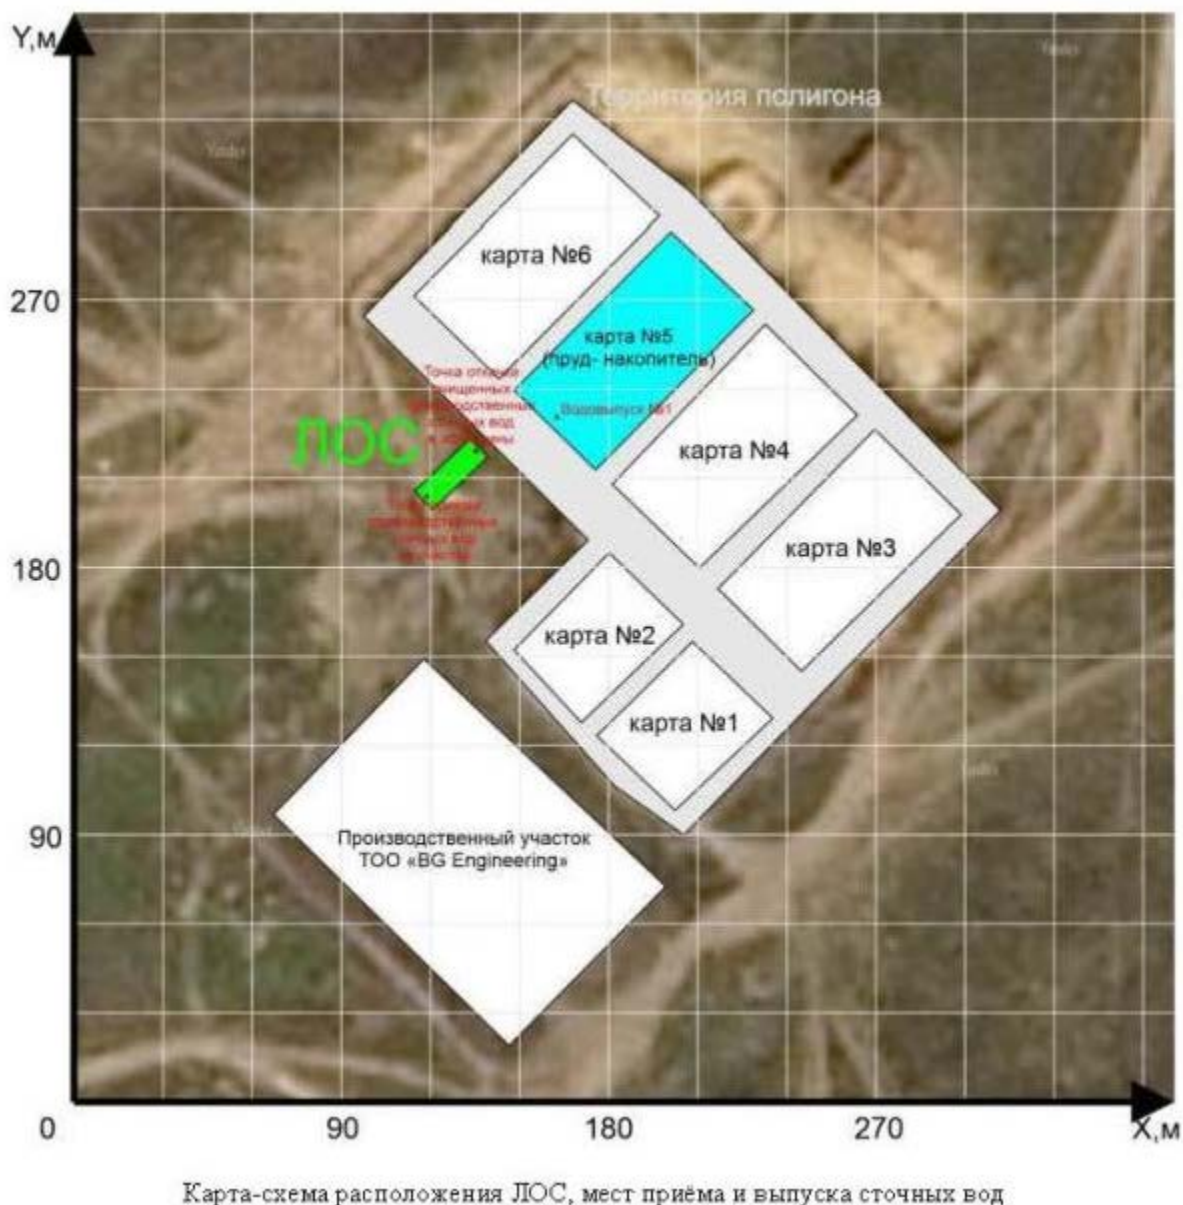 Y,м
Территория полигона
карта №6
270
карта №5
(пруд- накопитель)
Точка
Водовыпуск №1
вод
ЛОС
карта №4
карта №3
180
карта №2
карта №1
90
Производственный участок
ТОО «BG Engineering»
0
90
180
270
X,м
Карта-схема расположения ЛОС, мест приёма и выпуска сточных вод